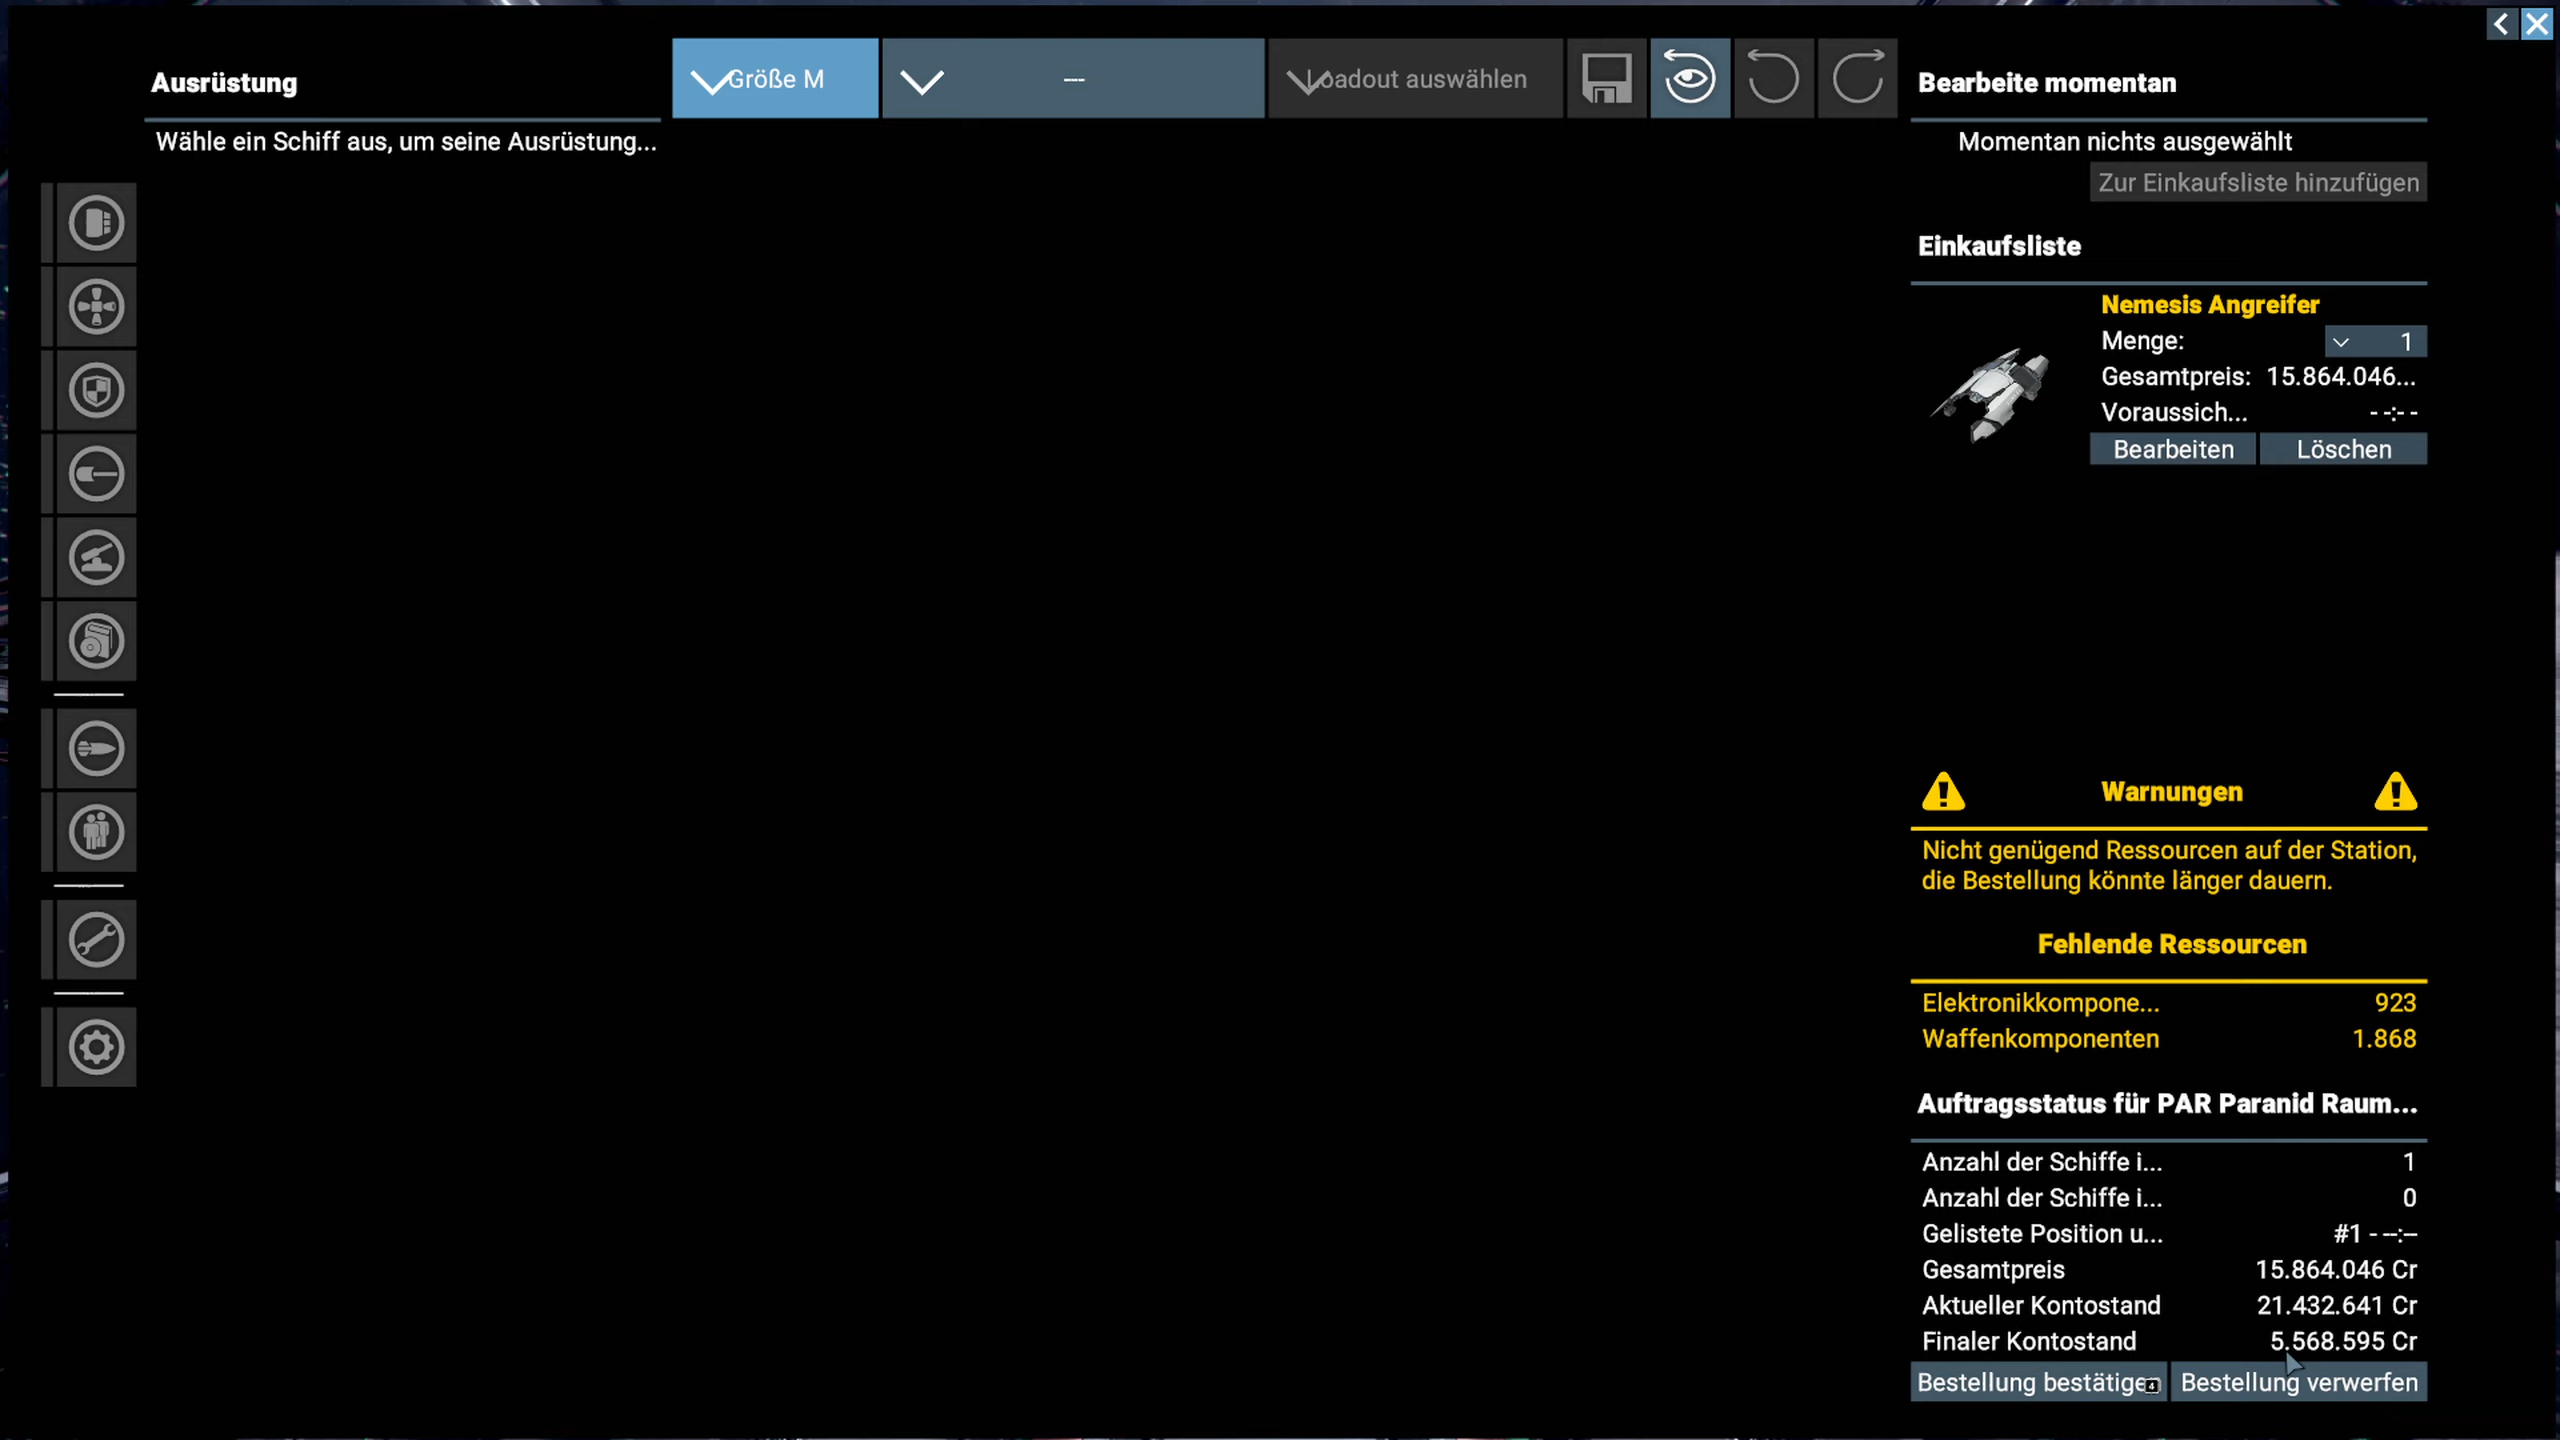 Ausrüstung
Wähle ein Schiff aus, um seine Ausrüstung...
Größe M
---
Loadout auswählen
Bearbeite momentan
Momentan nichts ausgewählt
Zur Einkaufsliste hinzufügen
Einkaufsliste
Nemesis Angreifer
Menge: 1
Gesamtpreis: 15.864.046...
Voraussich... - -:- -
Bearbeiten Löschen
Warnungen
Nicht genügend Ressourcen auf der Station,
die Bestellung könnte länger dauern.
Fehlende Ressourcen
Elektronikkompone... 923
Waffenkomponenten 1.868
Auftragsstatus für PAR Paranid Raum...
Anzahl der Schiffe i... 1
Anzahl der Schiffe i... 0
Gelistete Position u... #1 - --:--
Gesamtpreis 15.864.046 Cr
Aktueller Kontostand 21.432.641 Cr
Finaler Kontostand 5.568.595 Cr
Bestellung bestätigen Bestellung verwerfen